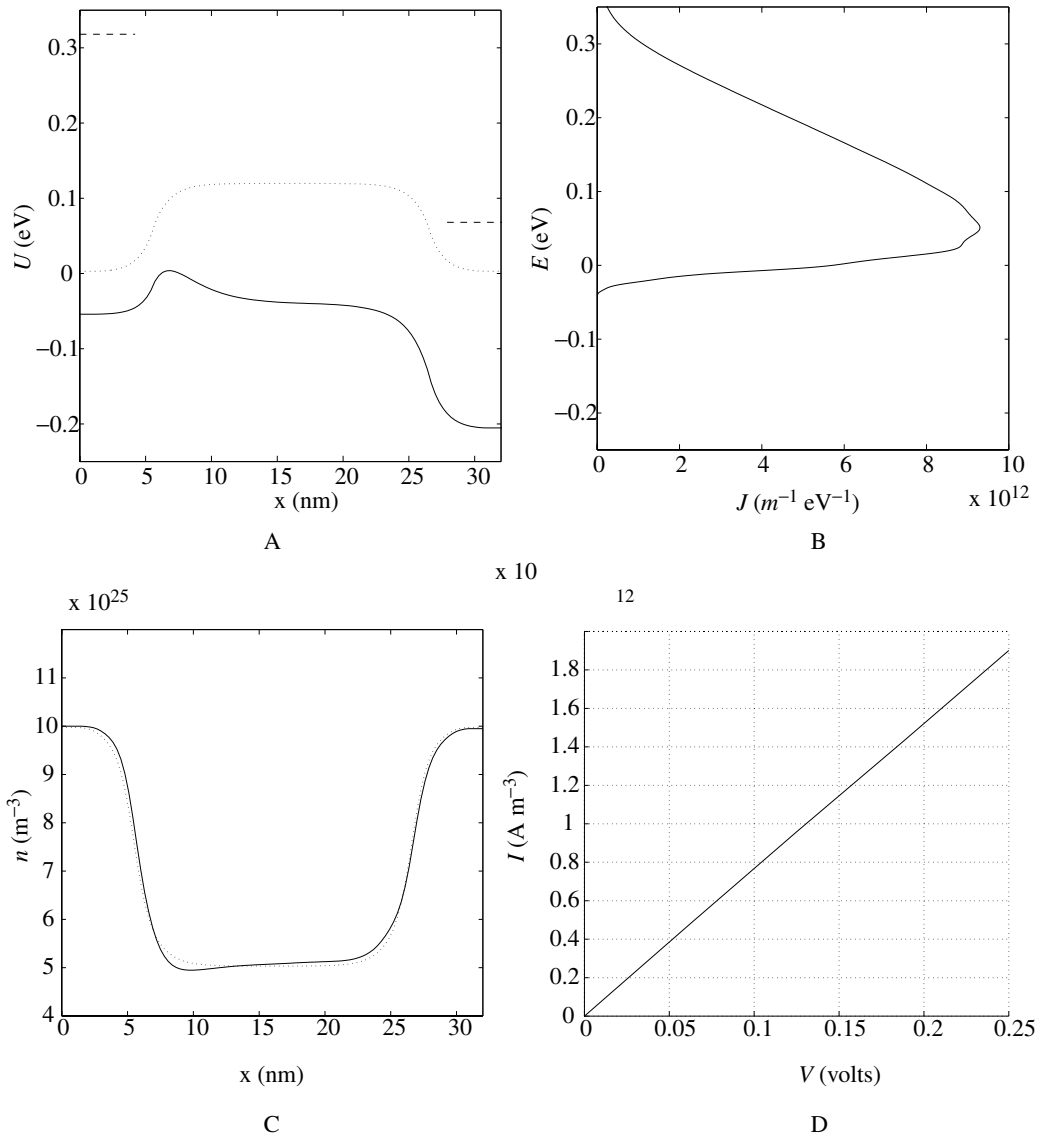 0.3
0.2
0.1
0
−0.1
−0.2
U (eV)
0 5 10 15 20 25 30
x (nm)
A
0.3
0.2
0.1
0
−0.1
−0.2
E (eV)
0 2 4 6 8 10
J (m⁻¹ eV⁻¹)
x 10¹²
B
x 10
x 10²⁵
11
10
9
8
7
6
5
4
n (m⁻³)
0 5 10 15 20 25 30
x (nm)
C
12
1.8
1.6
1.4
1.2
1
0.8
0.6
0.4
0.2
0
I (A m⁻³)
0 0.05 0.1 0.15 0.2 0.25
V (volts)
D